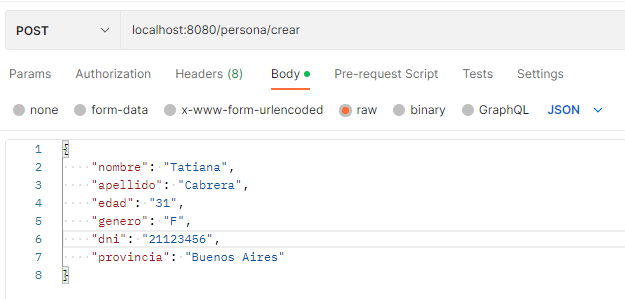 POST localhost:8080/persona/crear
Params Authorization Headers (8) Body Pre-request Script Tests Settings
none form-data x-www-form-urlencoded raw binary GraphQL JSON
1 {
2 "nombre": "Tatiana",
3 "apellido": "Cabrera",
4 "edad": "31",
5 "genero": "F",
6 "dni": "21123456",
7 "provincia": "Buenos Aires"
8 }